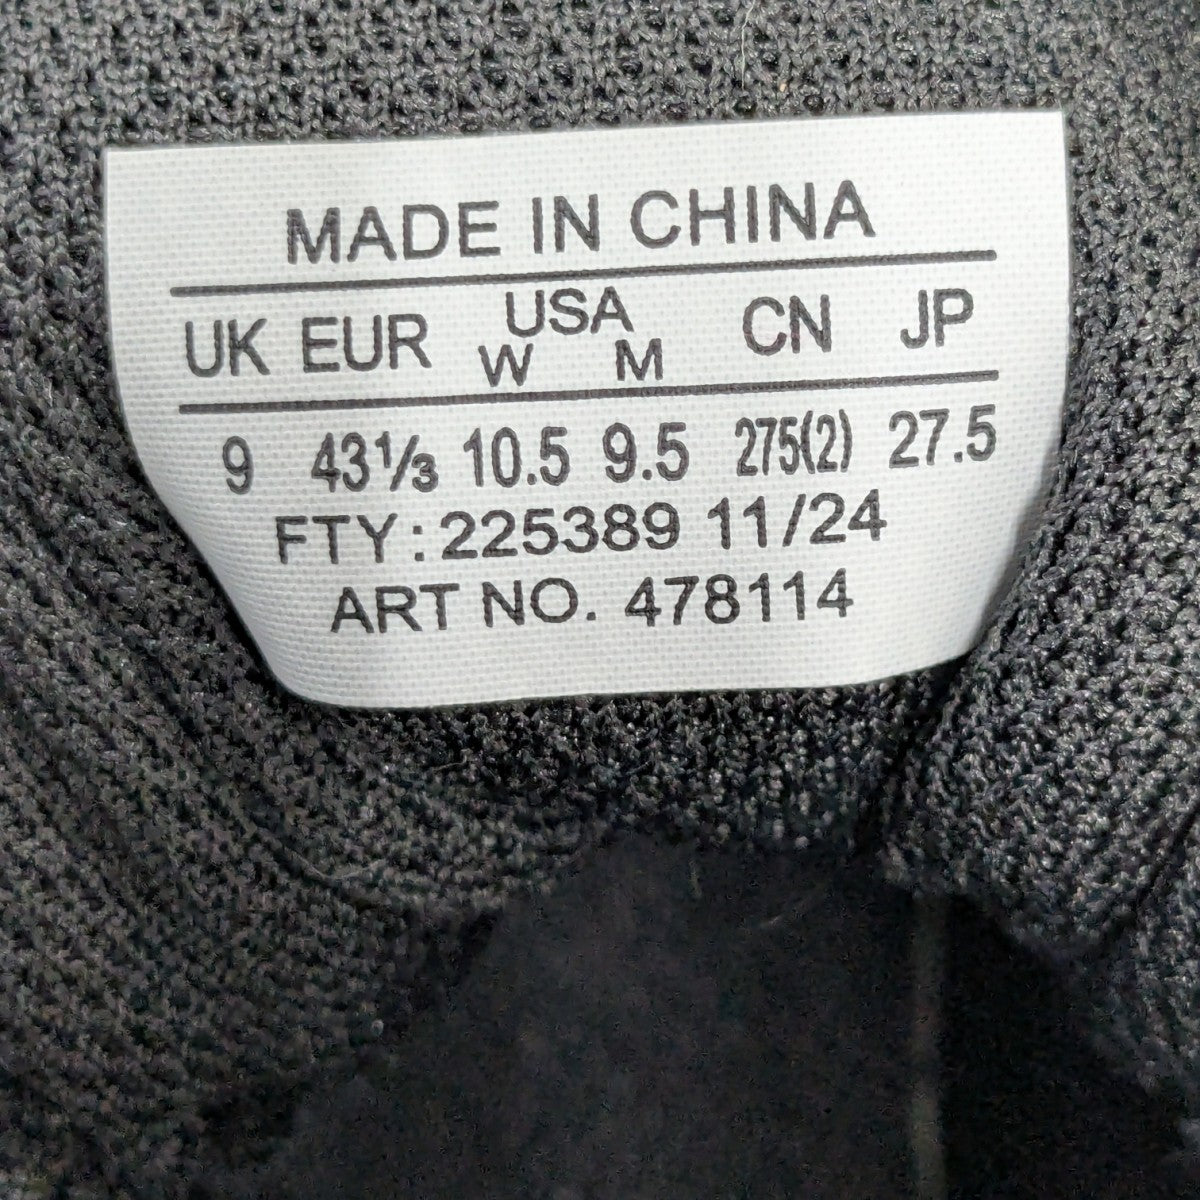 MADE IN CHINA
UK EUR USA CN JP
W M
9 43⅓ 10.5 9.5 275(2) 27.5
FTY: 225389 11/24
ART NO. 478114